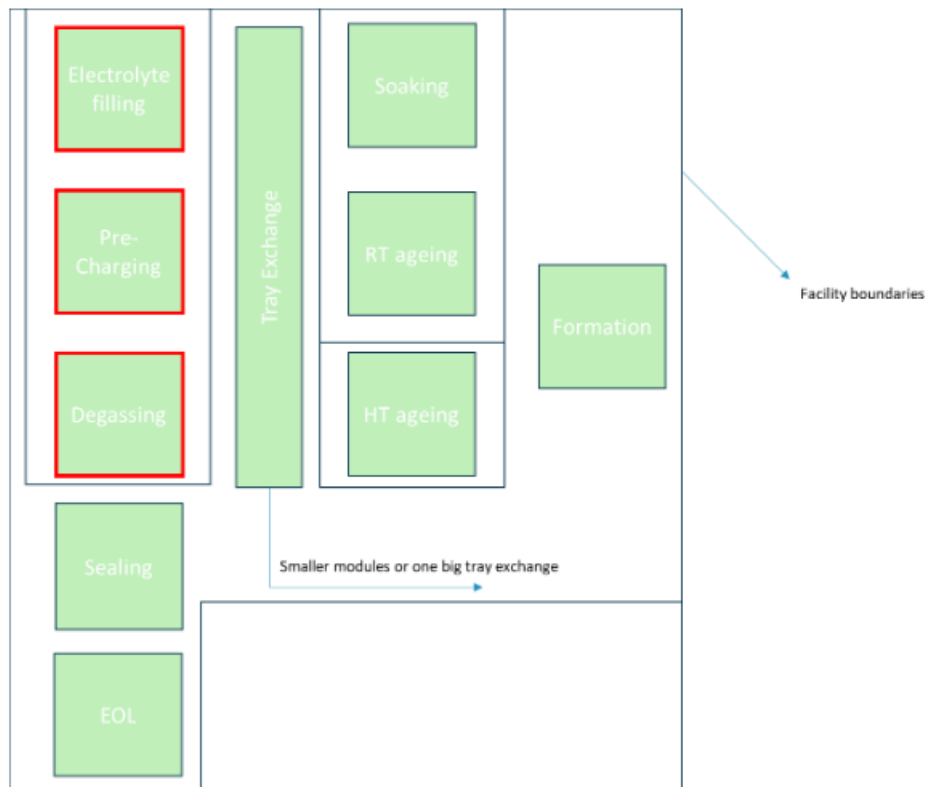 Electrolyte
filling
Pre-
Charging
Degassing
Sealing
EOL
Tray Exchange
Soaking
RT ageing
HT ageing
Formation
Facility boundaries
Smaller modules or one big tray exchange